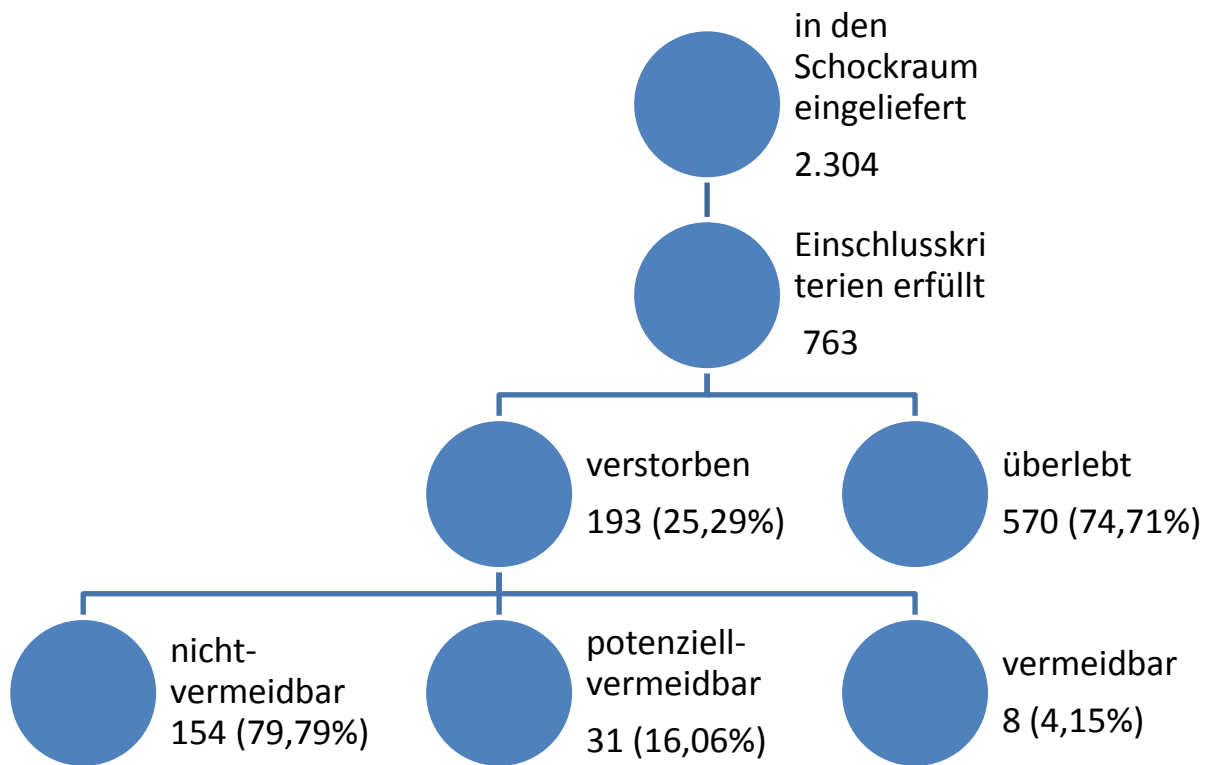 in den
Schockraum
eingeliefert
2.304
Einschlusskri
terien erfüllt
763
verstorben
193 (25,29%)
überlebt
570 (74,71%)
nicht-
vermeidbar
154 (79,79%)
potenziell-
vermeidbar
31 (16,06%)
vermeidbar
8 (4,15%)